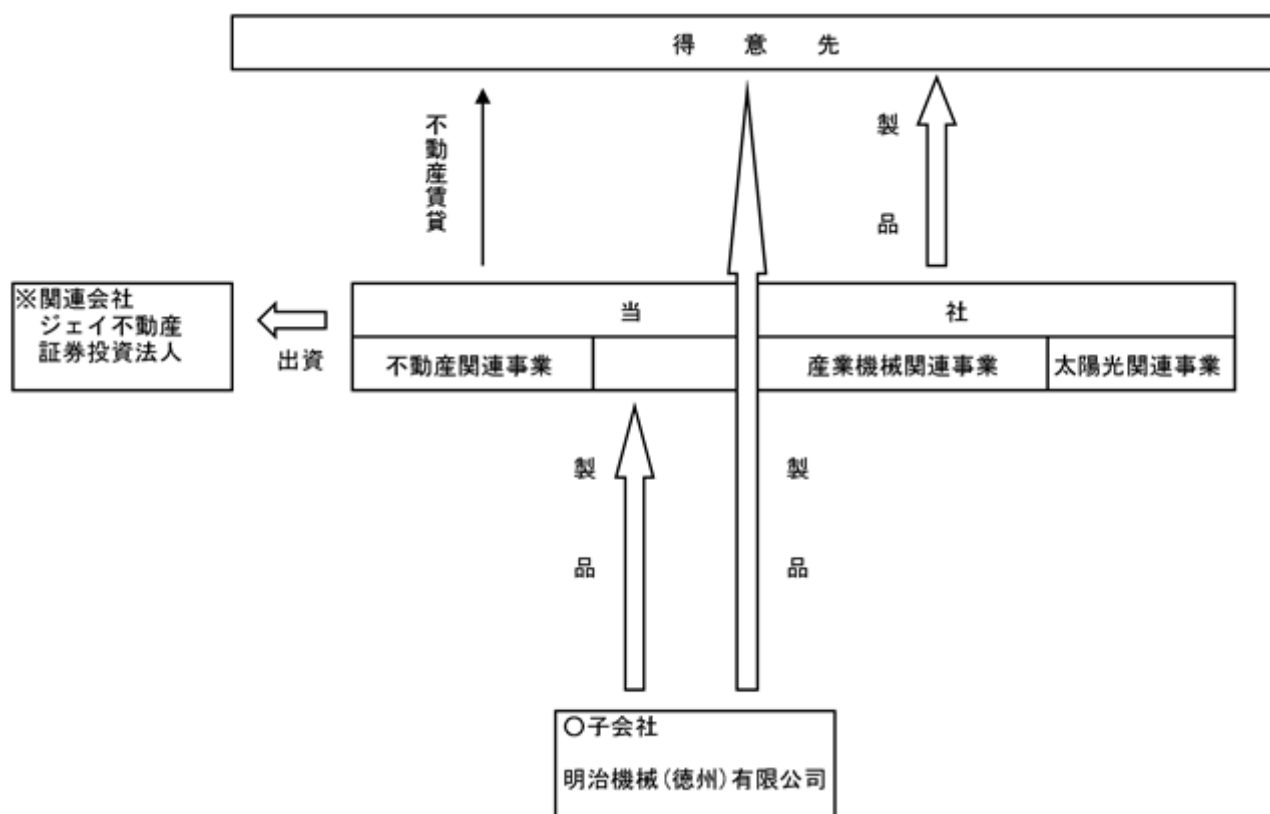 得意先
不動産賃貸
製品
※関連会社
ジェイ不動産
証券投資法人
出資
当社
不動産関連事業
産業機械関連事業
太陽光関連事業
製品
製品
○子会社
明治機械(徳州)有限公司